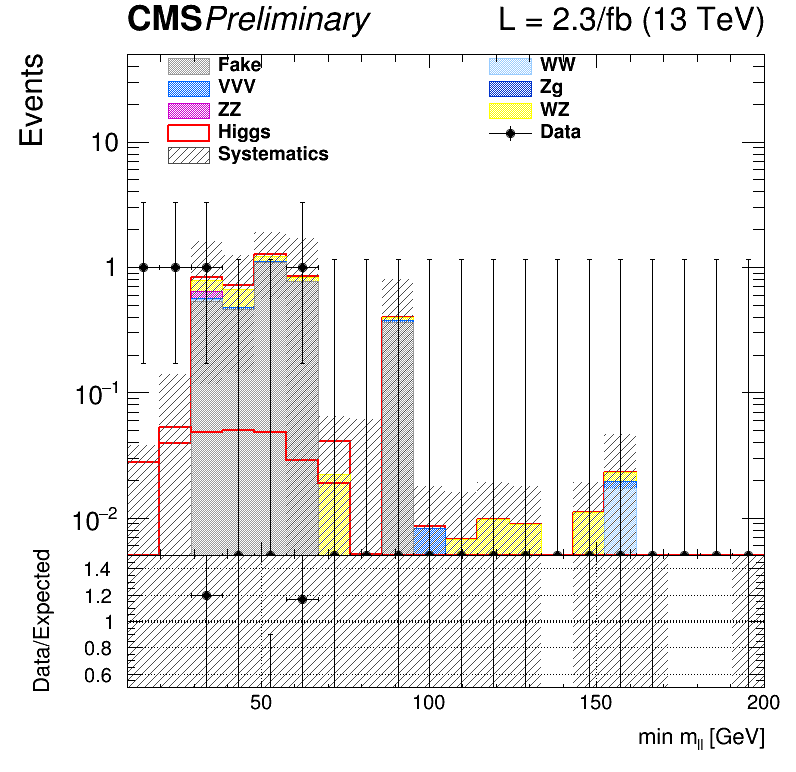 CMS Preliminary L = 2.3/fb (13 TeV)
Events
Fake
VVV
ZZ
Higgs
Systematics
WW
Zg
WZ
Data
10
1
10−1
10−2
Data/Expected
1.4
1.2
1
0.8
0.6
50 100 150 200
min mll [GeV]